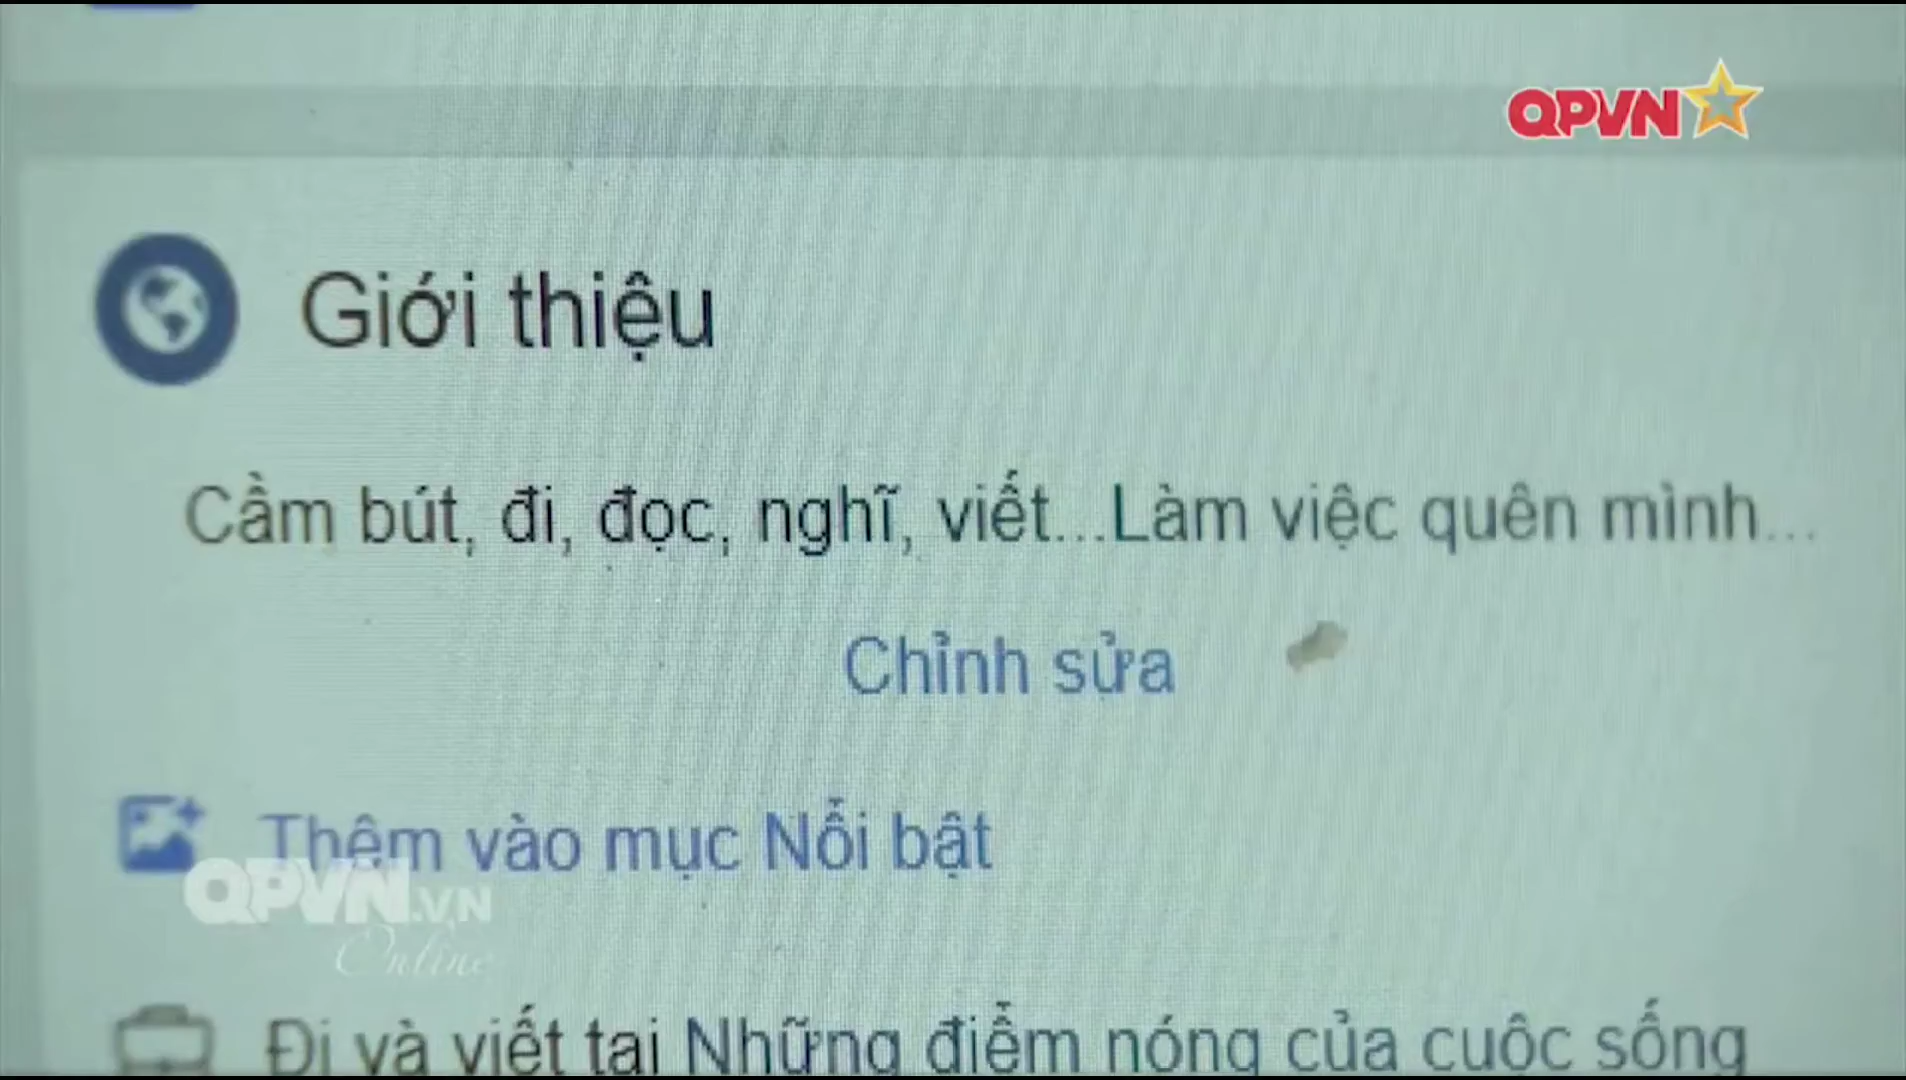 QPVN
Giới thiệu
Cầm bút, đi, đọc, nghĩ, viết...Làm việc quên mình...
Chỉnh sửa
Thêm vào mục Nổi bật
QPVN.VN
Online
Đi và viết tại Những điểm nóng của cuộc sống